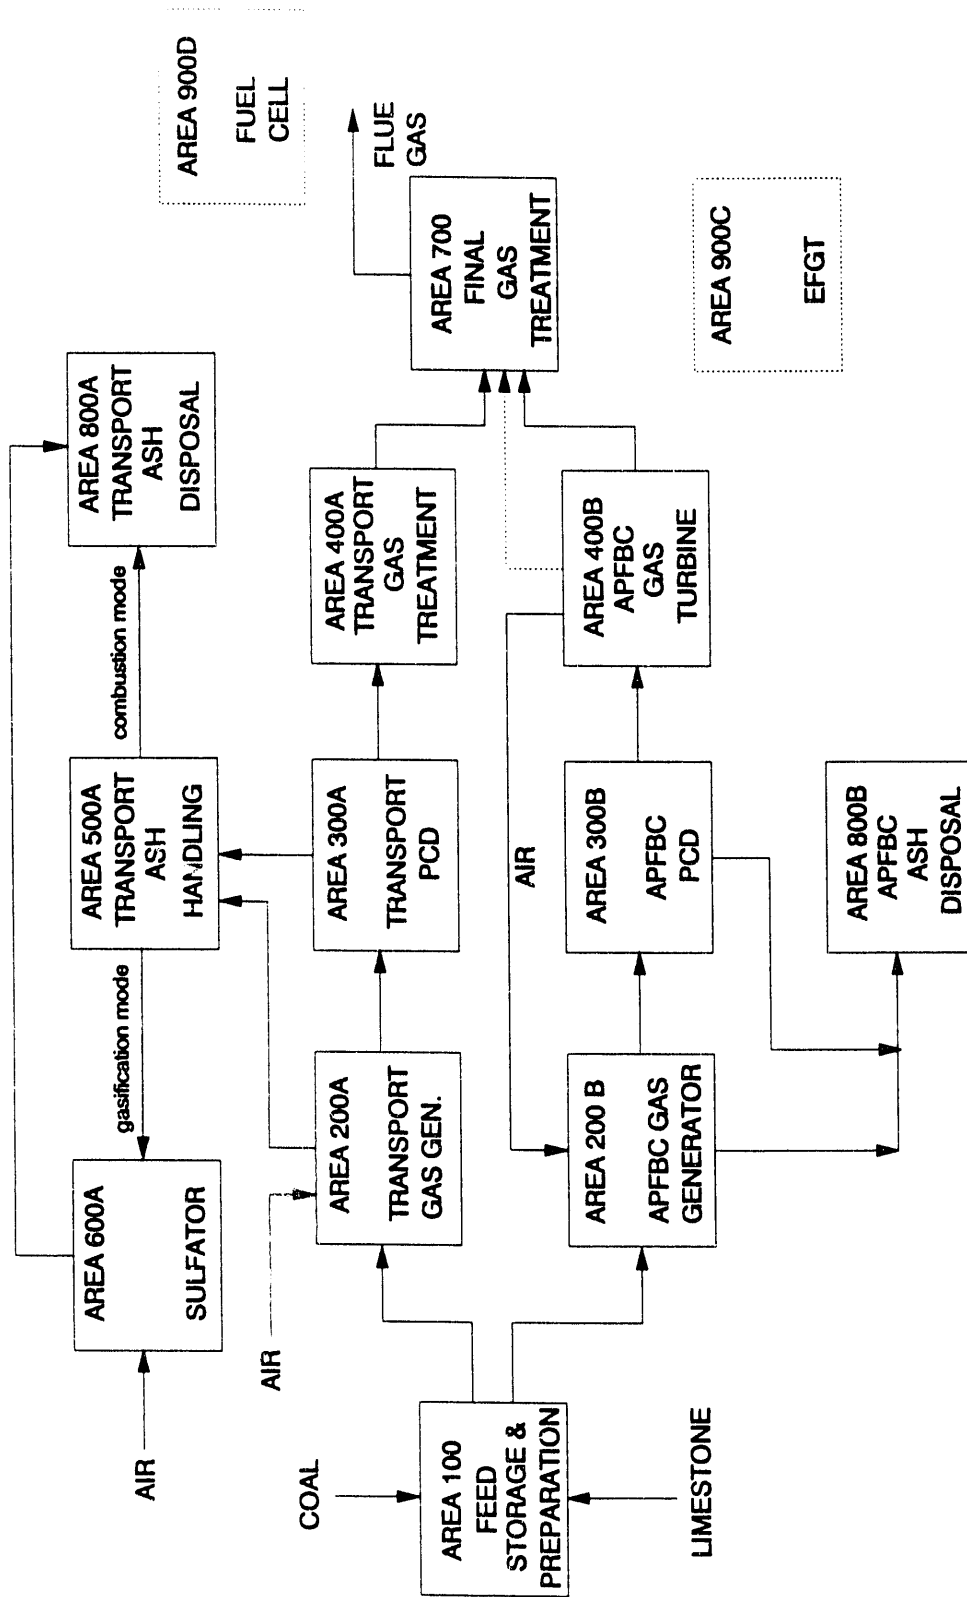 AREA 900D
FUEL
CELL
AREA 800A
TRANSPORT
ASH
DISPOSAL
combustion mode
AREA 500A
TRANSPORT
ASH
HANDLING
gasification mode
AREA 600A
SULFATOR
AIR
FLUE
GAS
AREA 700
FINAL
GAS
TREATMENT
AREA 400A
TRANSPORT
GAS
TREATMENT
AREA 300A
TRANSPORT
PCD
AREA 200A
TRANSPORT
GAS GEN.
AIR
COAL
AREA 100
FEED
STORAGE &
PREPARATION
LIMESTONE
AREA 900C
EFGT
AREA 400B
APFBC
GAS
TURBINE
AIR
AREA 300B
APFBC
PCD
AREA 200 B
APFBC GAS
GENERATOR
AREA 800B
APFBC
ASH
DISPOSAL